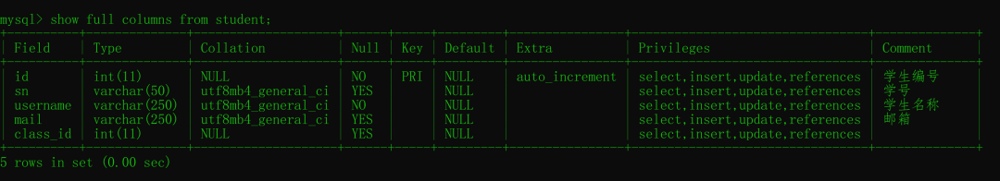 mysql> show full columns from student;
+----------+--------------+--------------------+------+-----+---------+----------------+---------------------------------+--------------+
| Field | Type | Collation | Null | Key | Default | Extra | Privileges | Comment |
+----------+--------------+--------------------+------+-----+---------+----------------+---------------------------------+--------------+
| id | int(11) | NULL | NO | PRI | NULL | auto_increment | select,insert,update,references | 学生编号 |
| sn | varchar(50) | utf8mb4_general_ci | YES | | NULL | | select,insert,update,references | 学号 |
| username | varchar(250) | utf8mb4_general_ci | NO | | NULL | | select,insert,update,references | 学生名称 |
| mail | varchar(250) | utf8mb4_general_ci | YES | | NULL | | select,insert,update,references | 邮箱 |
| class_id | int(11) | NULL | YES | | NULL | | select,insert,update,references | |
+----------+--------------+--------------------+------+-----+---------+----------------+---------------------------------+--------------+
5 rows in set (0.00 sec)